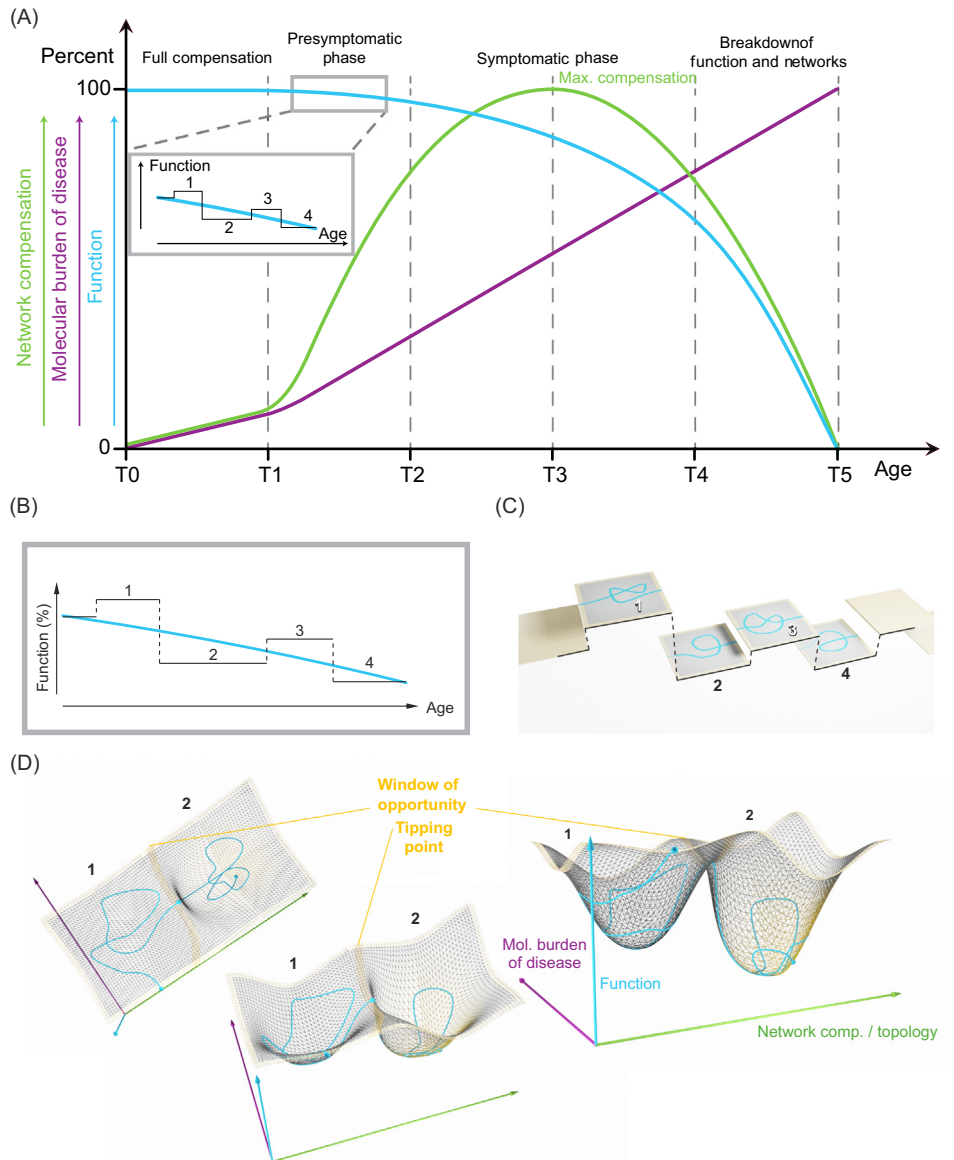 (A)
Percent
Full compensation
Presymptomatic
phase
Symptomatic phase
Max. compensation
Breakdownof
function and networks
100
0
Network compensation
Molecular burden of disease
Function
Function
1
2
3
4
Age
T0
T1
T2
T3
T4
T5
Age
(B)
Function (%)
1
2
3
4
Age
(C)
1
2
3
4
(D)
Window of
opportunity
Tipping
point
1
2
1
2
1
2
Mol. burden
of disease
Function
Network comp. / topology